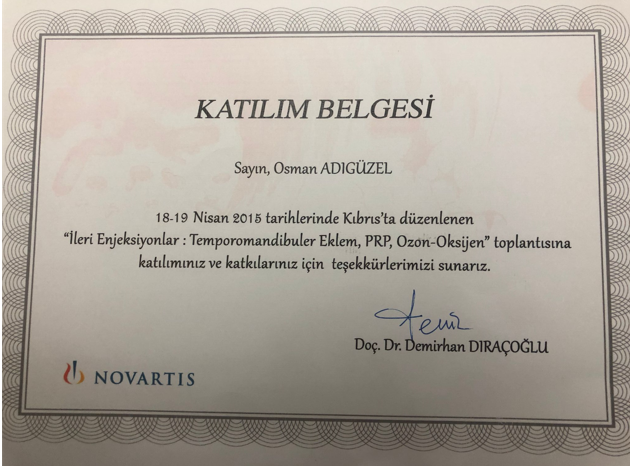 KATILIM BELGESİ
Sayın, Osman ADIGÜZEL
18-19 Nisan 2015 tarihlerinde Kıbrıs'ta düzenlenen
"İleri Enjeksiyonlar : Temporomandibuler Eklem, PRP, Ozon-Oksijen" toplantısına
katılımınız ve katkılarınız için teşekkürlerimizi sunarız.
Doç. Dr. Demirhan DIRAÇOĞLU
NOVARTIS